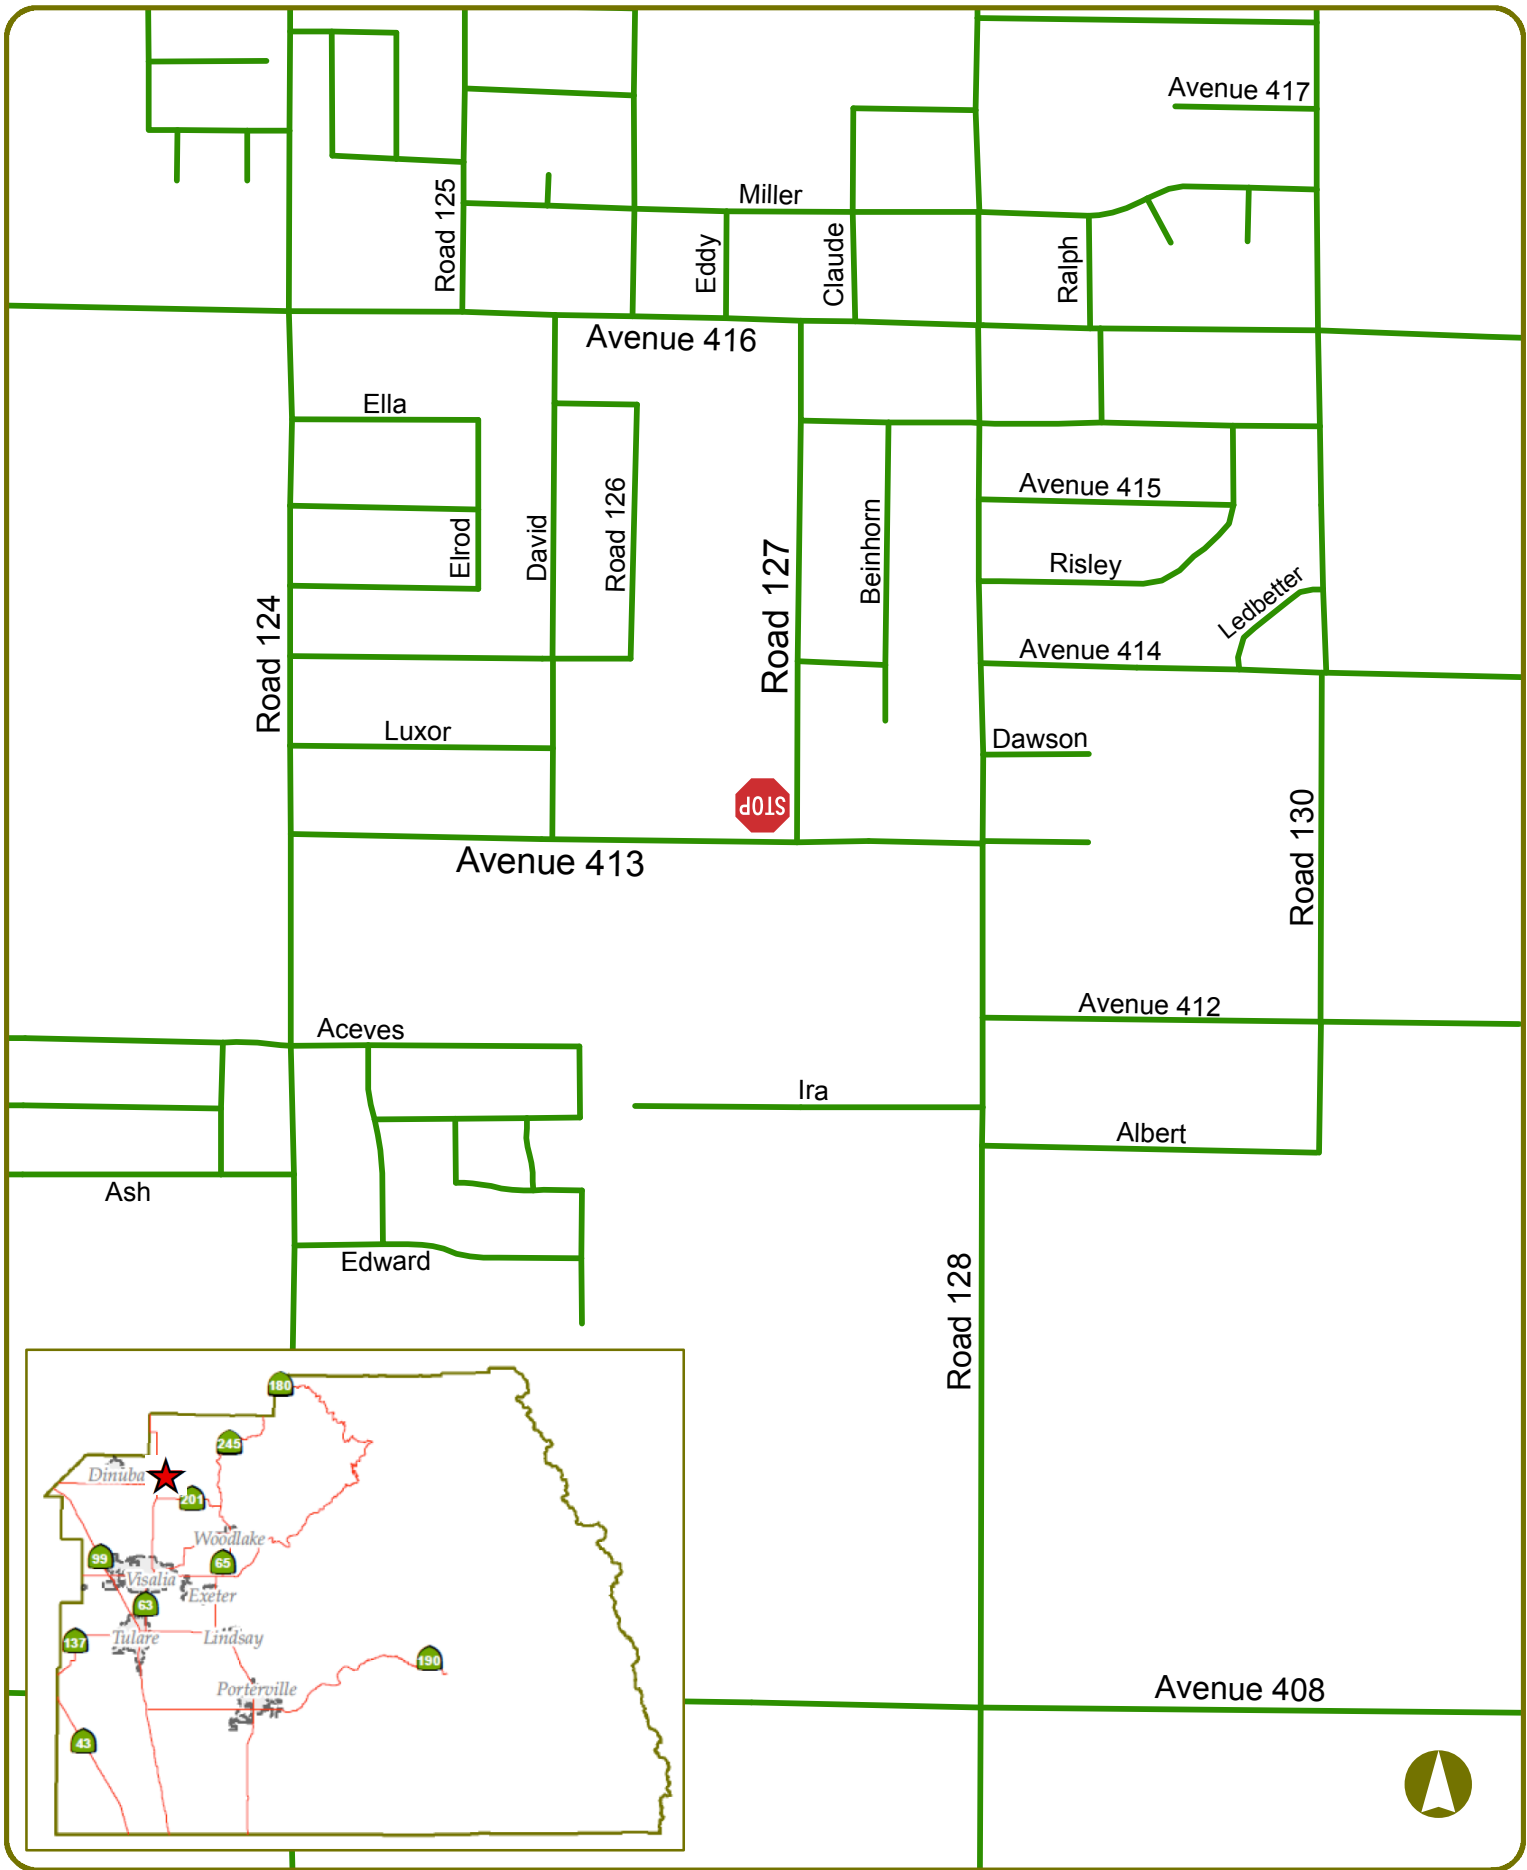 Avenue 417
Road 125
Miller
Eddy
Claude
Ralph
Avenue 416
Ella
Elrod
David
Road 126
Road 127
Beinhorn
Avenue 415
Risley
Ledbetter
Road 124
Avenue 414
Luxor
Dawson
STOP
Avenue 413
Road 130
Aceves
Avenue 412
Ira
Albert
Ash
Edward
Road 128
180
245
Dinuba
201
Woodlake
99
65
Visalia
Exeter
63
137
Tulare
Lindsay
190
Porterville
43
Avenue 408